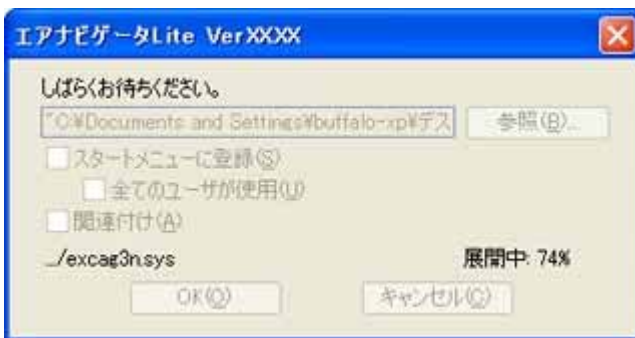 エアナビゲータLite VerXXXX
しばらくお待ちください。
"C:¥Documents and Settings¥buffalo-xp¥デス
参照(B)...
スタートメニューに登録(S)
全てのユーザが使用(U)
関連付け(A)
../excag3n.sys
展開中: 74%
OK(O)
キャンセル(C)